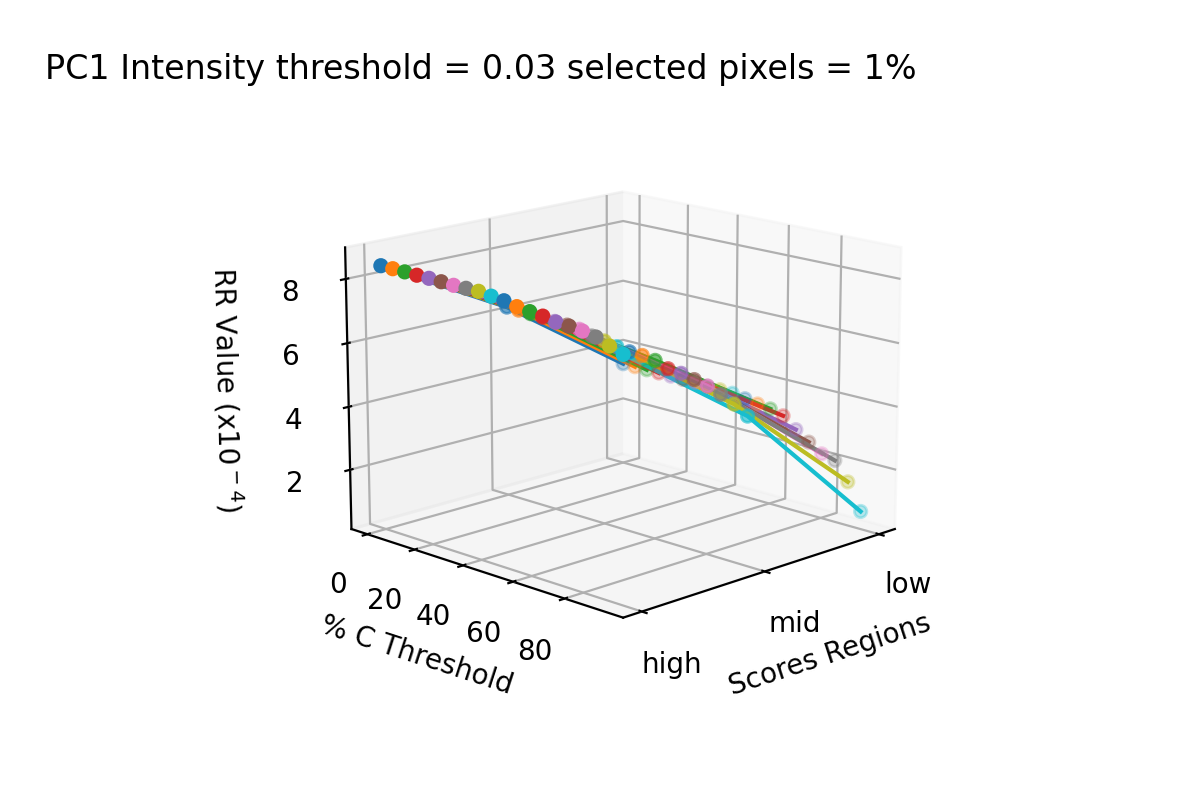 PC1 Intensity threshold = 0.03 selected pixels = 1%
RR Value (x10⁻⁴)
8
6
4
2
0
20
40
60
80
% C Threshold
high
mid
low
Scores Regions